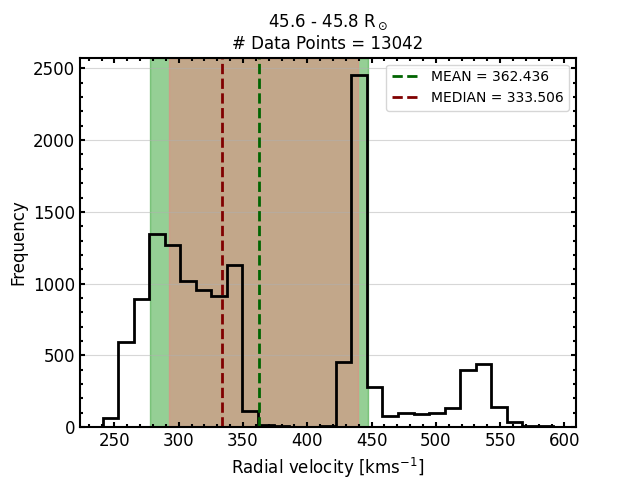 45.6 - 45.8 R⊙
# Data Points = 13042
MEAN = 362.436
MEDIAN = 333.506
Frequency
2500
2000
1500
1000
500
0
250 300 350 400 450 500 550 600
Radial velocity [kms⁻¹]